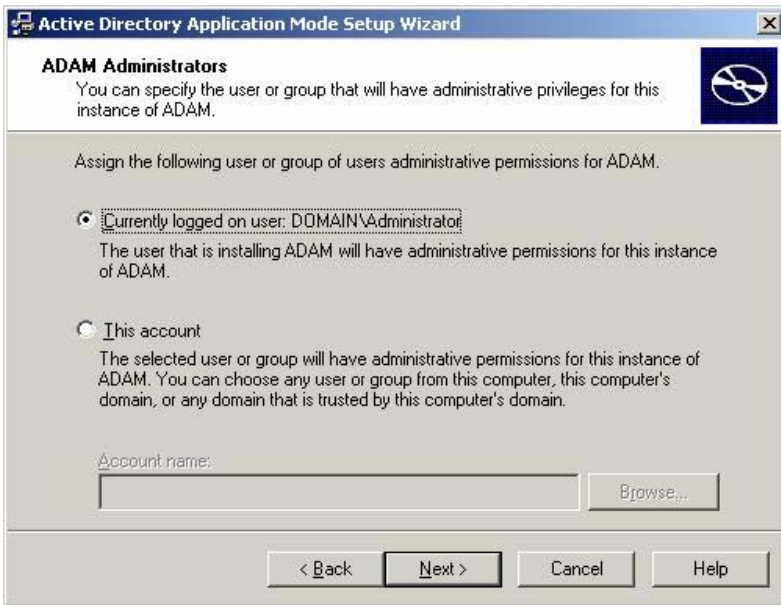 Active Directory Application Mode Setup Wizard
ADAM Administrators
You can specify the user or group that will have administrative privileges for this
instance of ADAM.
Assign the following user or group of users administrative permissions for ADAM.
Currently logged on user: DOMAIN\Administrator
The user that is installing ADAM will have administrative permissions for this instance
of ADAM.
This account
The selected user or group will have administrative permissions for this instance of
ADAM. You can choose any user or group from this computer, this computer's
domain, or any domain that is trusted by this computer's domain.
Account name:
Browse...
< Back
Next >
Cancel
Help